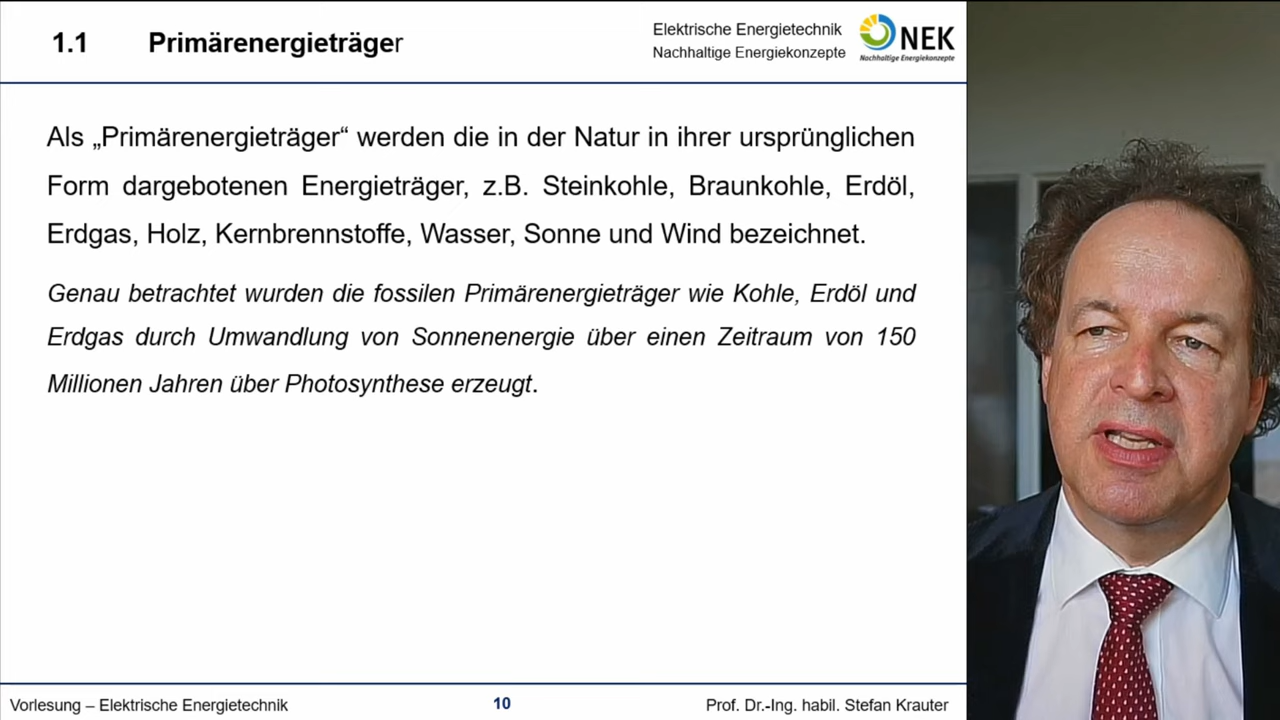 1.1 Primärenergieträger
Elektrische Energietechnik
Nachhaltige Energiekonzepte
NEK
Nachhaltige Energiekonzepte
Als „Primärenergieträger“ werden die in der Natur in ihrer ursprünglichen
Form dargebotenen Energieträger, z.B. Steinkohle, Braunkohle, Erdöl,
Erdgas, Holz, Kernbrennstoffe, Wasser, Sonne und Wind bezeichnet.
Genau betrachtet wurden die fossilen Primärenergieträger wie Kohle, Erdöl und
Erdgas durch Umwandlung von Sonnenenergie über einen Zeitraum von 150
Millionen Jahren über Photosynthese erzeugt.
Vorlesung – Elektrische Energietechnik
10
Prof. Dr.-Ing. habil. Stefan Krauter